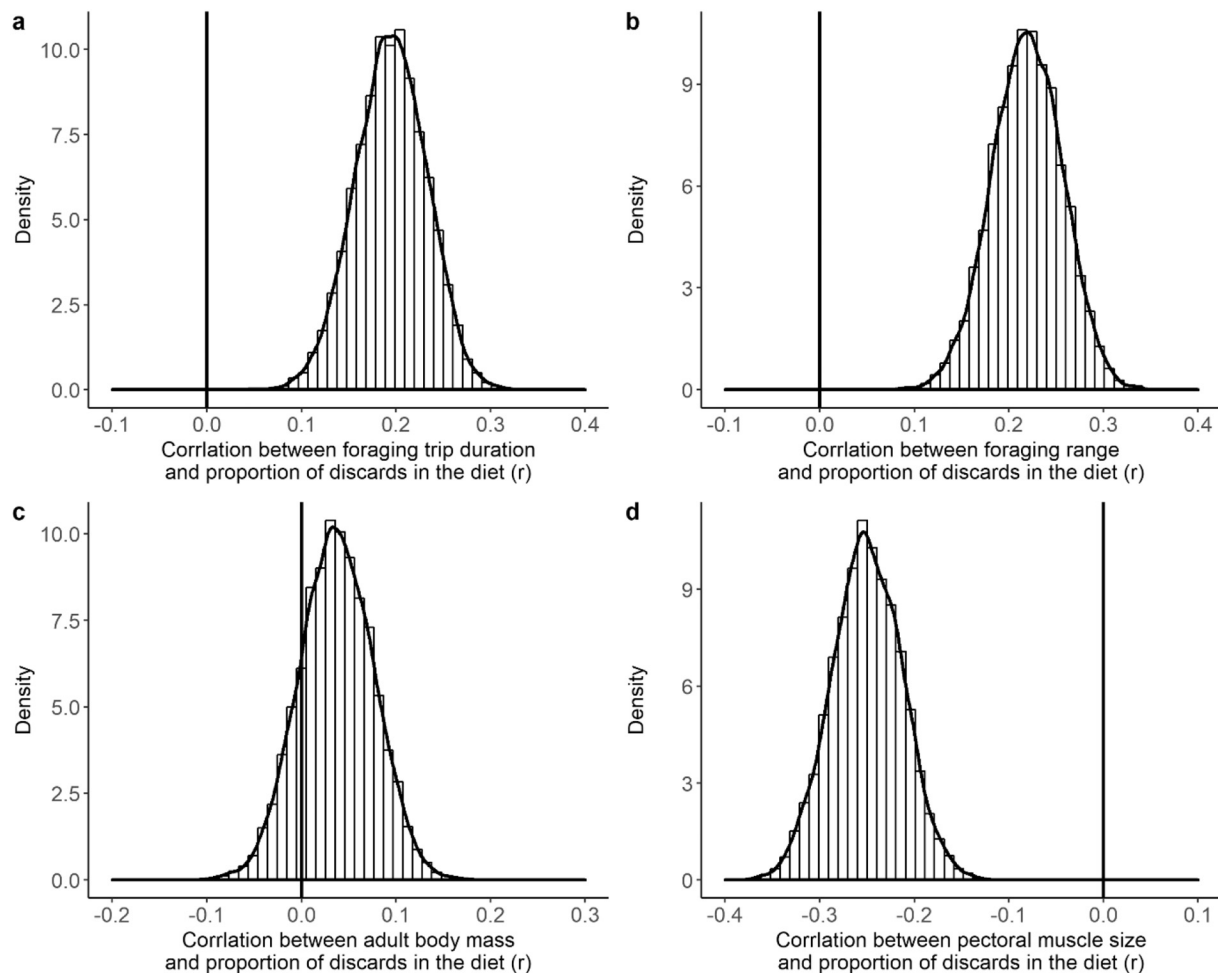 a
10.0
7.5
5.0
2.5
0.0
Density
-0.1 0.0 0.1 0.2 0.3 0.4
Corrlation between foraging trip duration
and proportion of discards in the diet (r)
b
9
6
3
0
Density
-0.1 0.0 0.1 0.2 0.3 0.4
Corrlation between foraging range
and proportion of discards in the diet (r)
c
10.0
7.5
5.0
2.5
0.0
Density
-0.2 -0.1 0.0 0.1 0.2 0.3
Corrlation between adult body mass
and proportion of discards in the diet (r)
d
9
6
3
0
Density
-0.4 -0.3 -0.2 -0.1 0.0 0.1
Corrlation between pectoral muscle size
and proportion of discards in the diet (r)